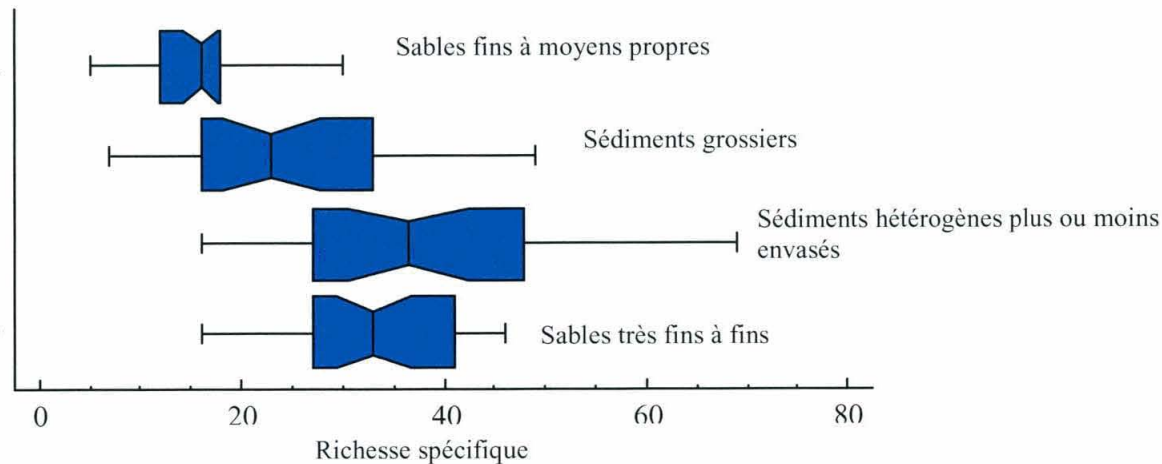 Sables fins à moyens propres
Sédiments grossiers
Sédiments hétérogènes plus ou moins
envasés
Sables très fins à fins
0 20 40 60 80
Richesse spécifique